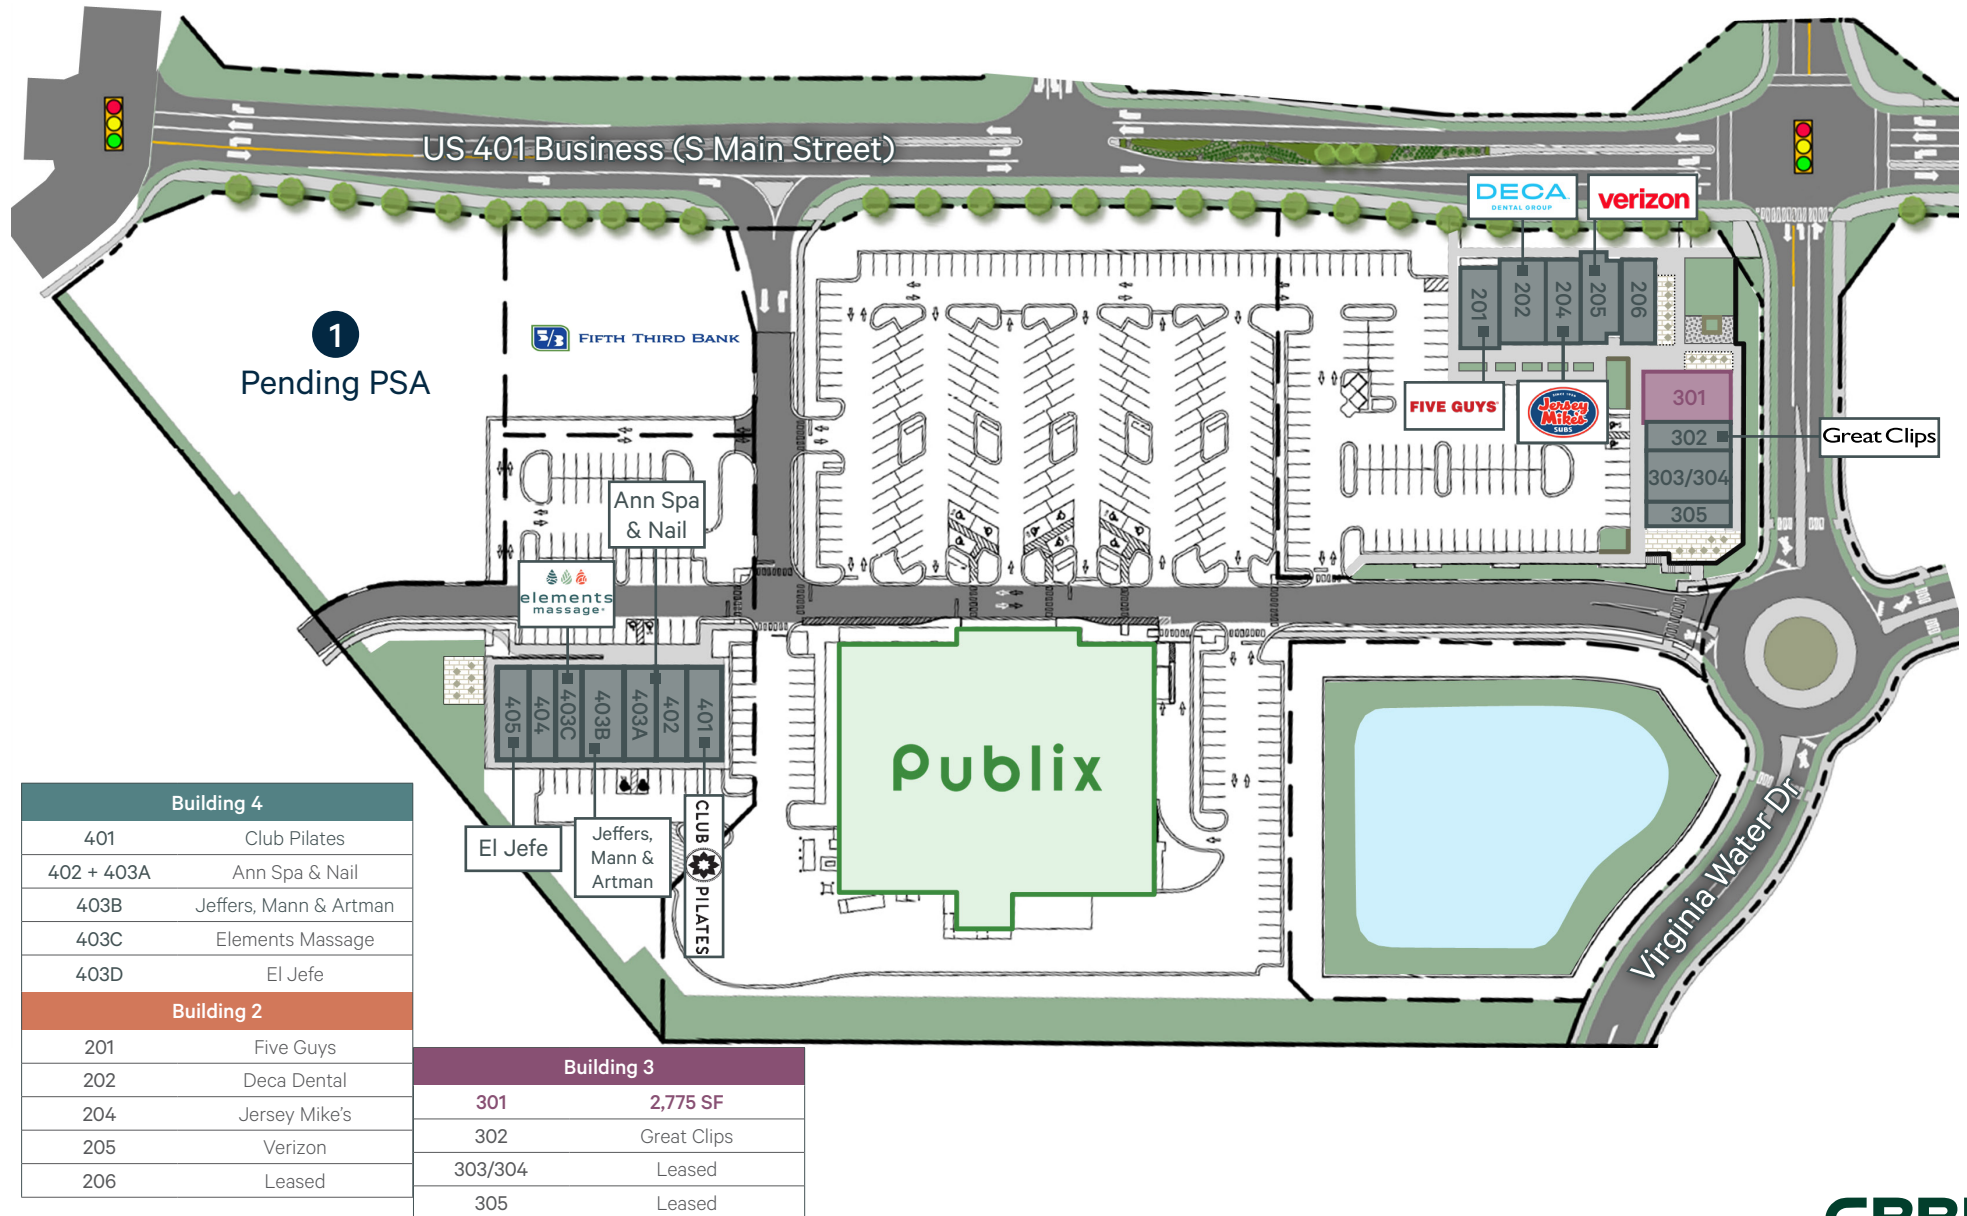 US 401 Business (S Main Street)
DECA
DENTAL GROUP
verizon
1
Pending PSA
FIFTH THIRD BANK
201
202
204
205
206
FIVE GUYS
Jersey
Mike's
SUBS
301
302
303/304
305
Great Clips
Ann Spa
& Nail
elements
massage
405
404
403C
403B
403A
402
401
Publix
El Jefe
Jeffers,
Mann &
Artman
CLUB PILATES
Virginia Water Dr
Building 4
401 Club Pilates
402 + 403A Ann Spa & Nail
403B Jeffers, Mann & Artman
403C Elements Massage
403D El Jefe
Building 2
201 Five Guys
202 Deca Dental
204 Jersey Mike's
205 Verizon
206 Leased
Building 3
301 2,775 SF
302 Great Clips
303/304 Leased
305 Leased